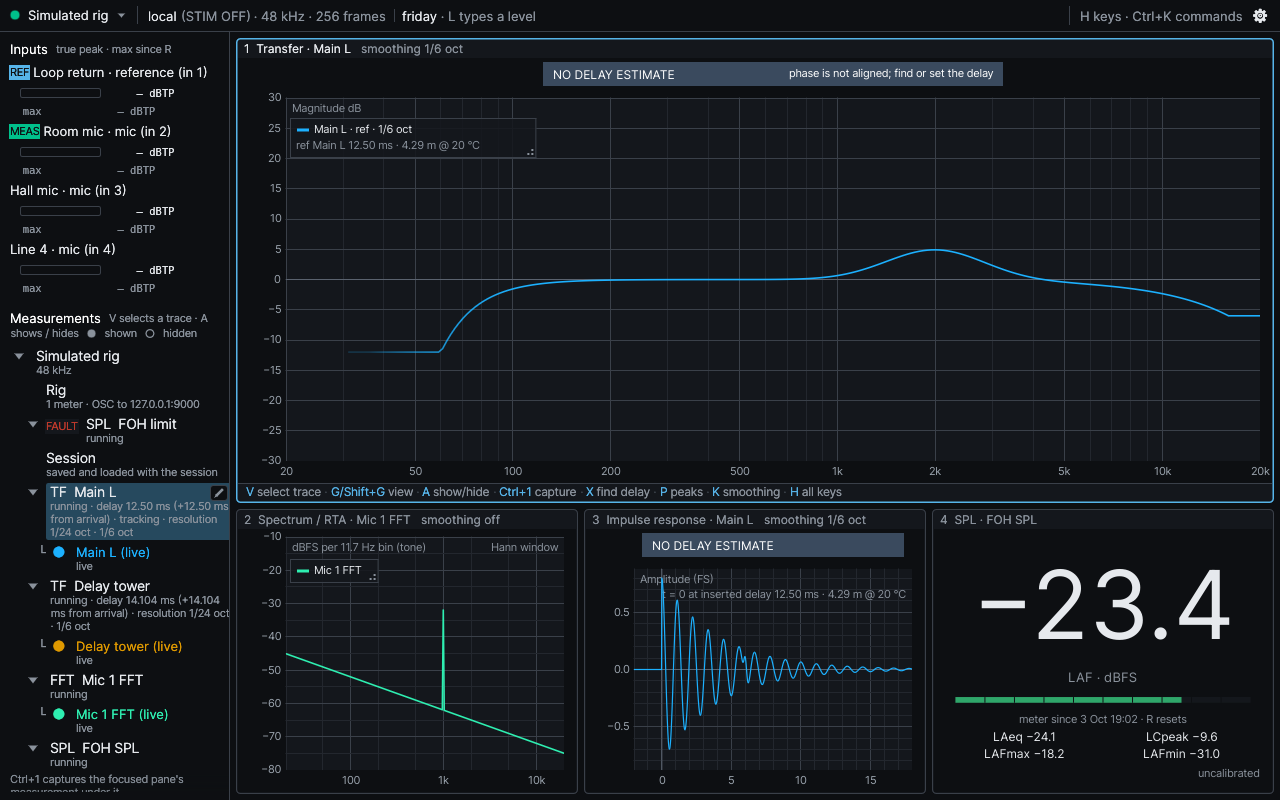 Simulated rig
local (STIM OFF) · 48 kHz · 256 frames
friday · L types a level
H keys · Ctrl+K commands
Inputs true peak · max since R
REF Loop return · reference (in 1)
– dBTP
max – dBTP
MEAS Room mic · mic (in 2)
– dBTP
max – dBTP
Hall mic · mic (in 3)
– dBTP
max – dBTP
Line 4 · mic (in 4)
– dBTP
max – dBTP
Measurements V selects a trace · A
shows / hides shown hidden
Simulated rig
48 kHz
Rig
1 meter · OSC to 127.0.0.1:9000
FAULT SPL FOH limit
running
Session
saved and loaded with the session
TF Main L
running · delay 12.50 ms (+12.50 ms
from arrival) · tracking · resolution
1/24 oct · 1/6 oct
Main L (live)
live
TF Delay tower
running · delay 14.104 ms (+14.104
ms from arrival) · resolution 1/24 oct
· 1/6 oct
Delay tower (live)
live
FFT Mic 1 FFT
running
Mic 1 FFT (live)
live
SPL FOH SPL
running
Ctrl+1 captures the focused pane's
measurement under it
1 Transfer · Main L smoothing 1/6 oct
NO DELAY ESTIMATE phase is not aligned; find or set the delay
Magnitude dB
Main L · ref · 1/6 oct
ref Main L 12.50 ms · 4.29 m @ 20 °C
30
25
20
15
10
5
0
−5
−10
−15
−20
−25
−30
20 50 100 200 500 1k 2k 5k 10k 20k
V select trace · G/Shift+G view · A show/hide · Ctrl+1 capture · X find delay · P peaks · K smoothing · H all keys
2 Spectrum / RTA · Mic 1 FFT smoothing off
dBFS per 11.7 Hz bin (tone) Hann window
Mic 1 FFT
−10
−20
−30
−40
−50
−60
−70
−80
100 1k 10k
3 Impulse response · Main L smoothing 1/6 oct
NO DELAY ESTIMATE
Amplitude (FS)
t = 0 at inserted delay 12.50 ms · 4.29 m @ 20 °C
0.5
0.0
−0.5
0 5 10 15
4 SPL · FOH SPL
−23.4
LAF · dBFS
meter since 3 Oct 19:02 · R resets
LAeq −24.1 LCpeak −9.6
LAFmax −18.2 LAFmin −31.0
uncalibrated